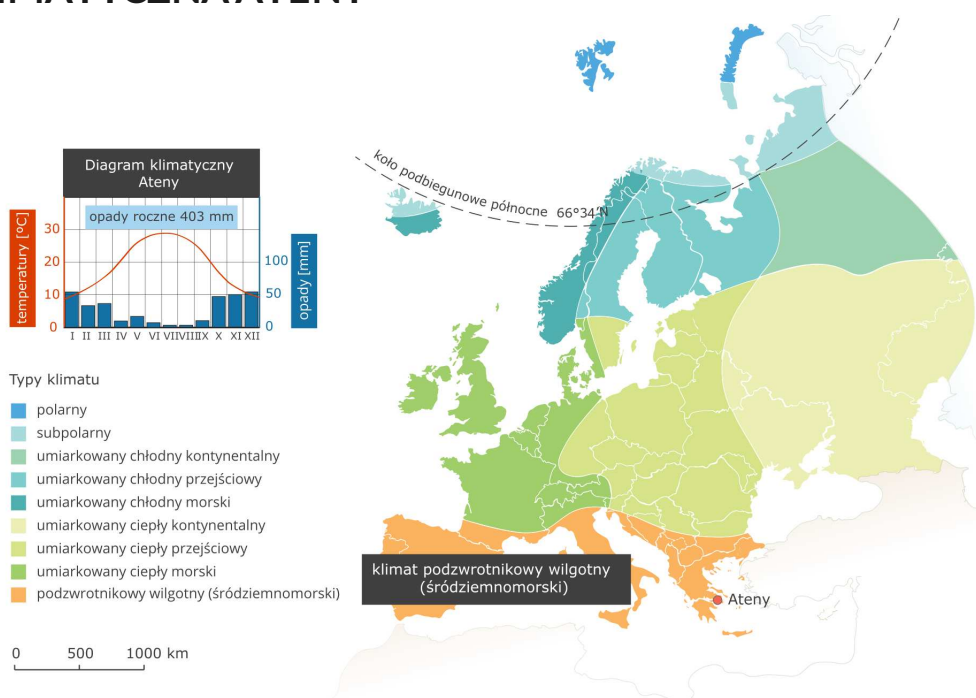 Diagram klimatyczny
Ateny
opady roczne 403 mm
temperatury [°C]
30
20
10
0
opady [mm]
100
50
0
I II III IV V VI VII VIII IX X XI XII
koło podbiegunowe północne 66°34'N
Typy klimatu
polarny
subpolarny
umiarkowany chłodny kontynentalny
umiarkowany chłodny przejściowy
umiarkowany chłodny morski
umiarkowany ciepły kontynentalny
umiarkowany ciepły przejściowy
umiarkowany ciepły morski
podzwrotnikowy wilgotny (śródziemnomorski)
klimat podzwrotnikowy wilgotny
(śródziemnomorski)
Ateny
0 500 1000 km